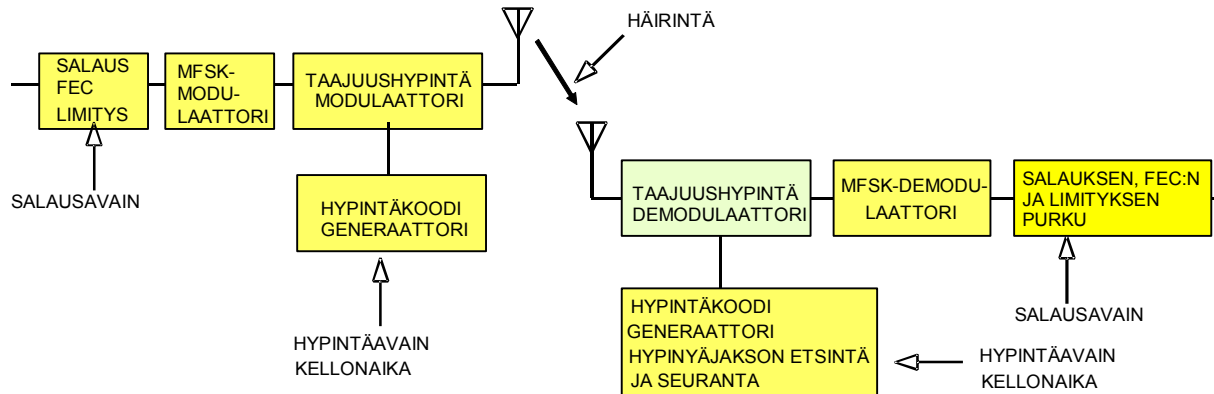 HÄIRINTÄ
SALAUS
FEC
LIMITYS
MFSK-
MODU-
LAATTORI
TAAJUUSHYPINTÄ
MODULAATTORI
SALAUSAVAIN
HYPINTÄKOODI
GENERAATTORI
HYPINTÄAVAIN
KELLONAIKA
TAAJUUSHYPINTÄ
DEMODULAATTORI
MFSK-DEMODU-
LAATTORI
SALAUKSEN, FEC:N
JA LIMITYKSEN
PURKU
HYPINTÄKOODI
GENERAATTORI
HYPINYÄJAKSON ETSINTÄ
JA SEURANTA
SALAUSAVAIN
HYPINTÄAVAIN
KELLONAIKA